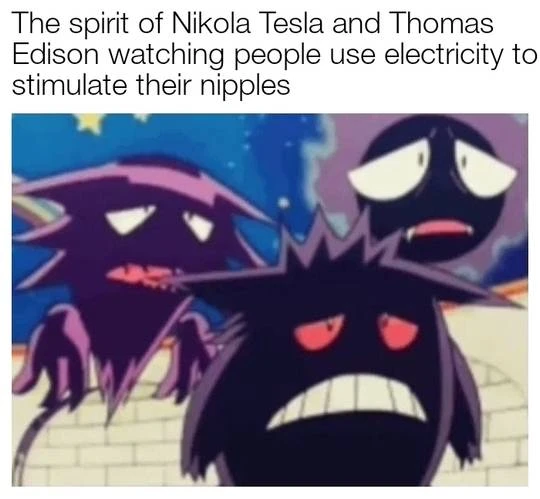 The spirit of Nikola Tesla and Thomas
Edison watching people use electricity to
stimulate their nipples